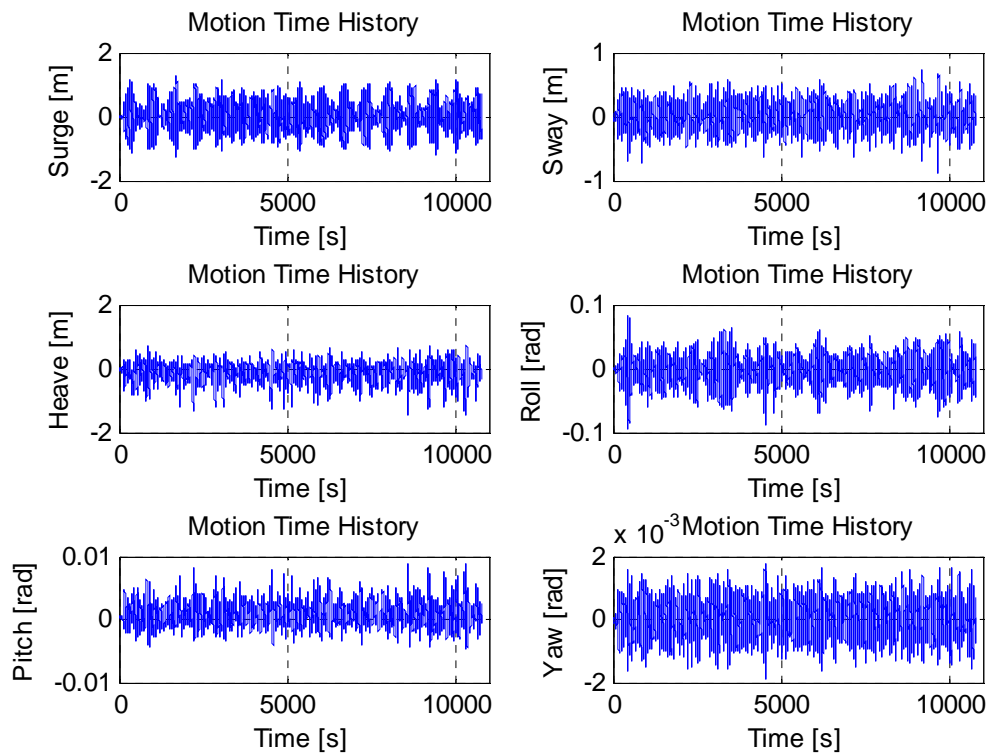 Motion Time History
2
0
-2
Surge [m]
0 5000 10000
Time [s]
Motion Time History
1
0
-1
Sway [m]
0 5000 10000
Time [s]
Motion Time History
2
0
-2
Heave [m]
0 5000 10000
Time [s]
Motion Time History
0.1
0
-0.1
Roll [rad]
0 5000 10000
Time [s]
Motion Time History
0.01
0
-0.01
Pitch [rad]
0 5000 10000
Time [s]
x 10⁻³ Motion Time History
2
0
-2
Yaw [rad]
0 5000 10000
Time [s]